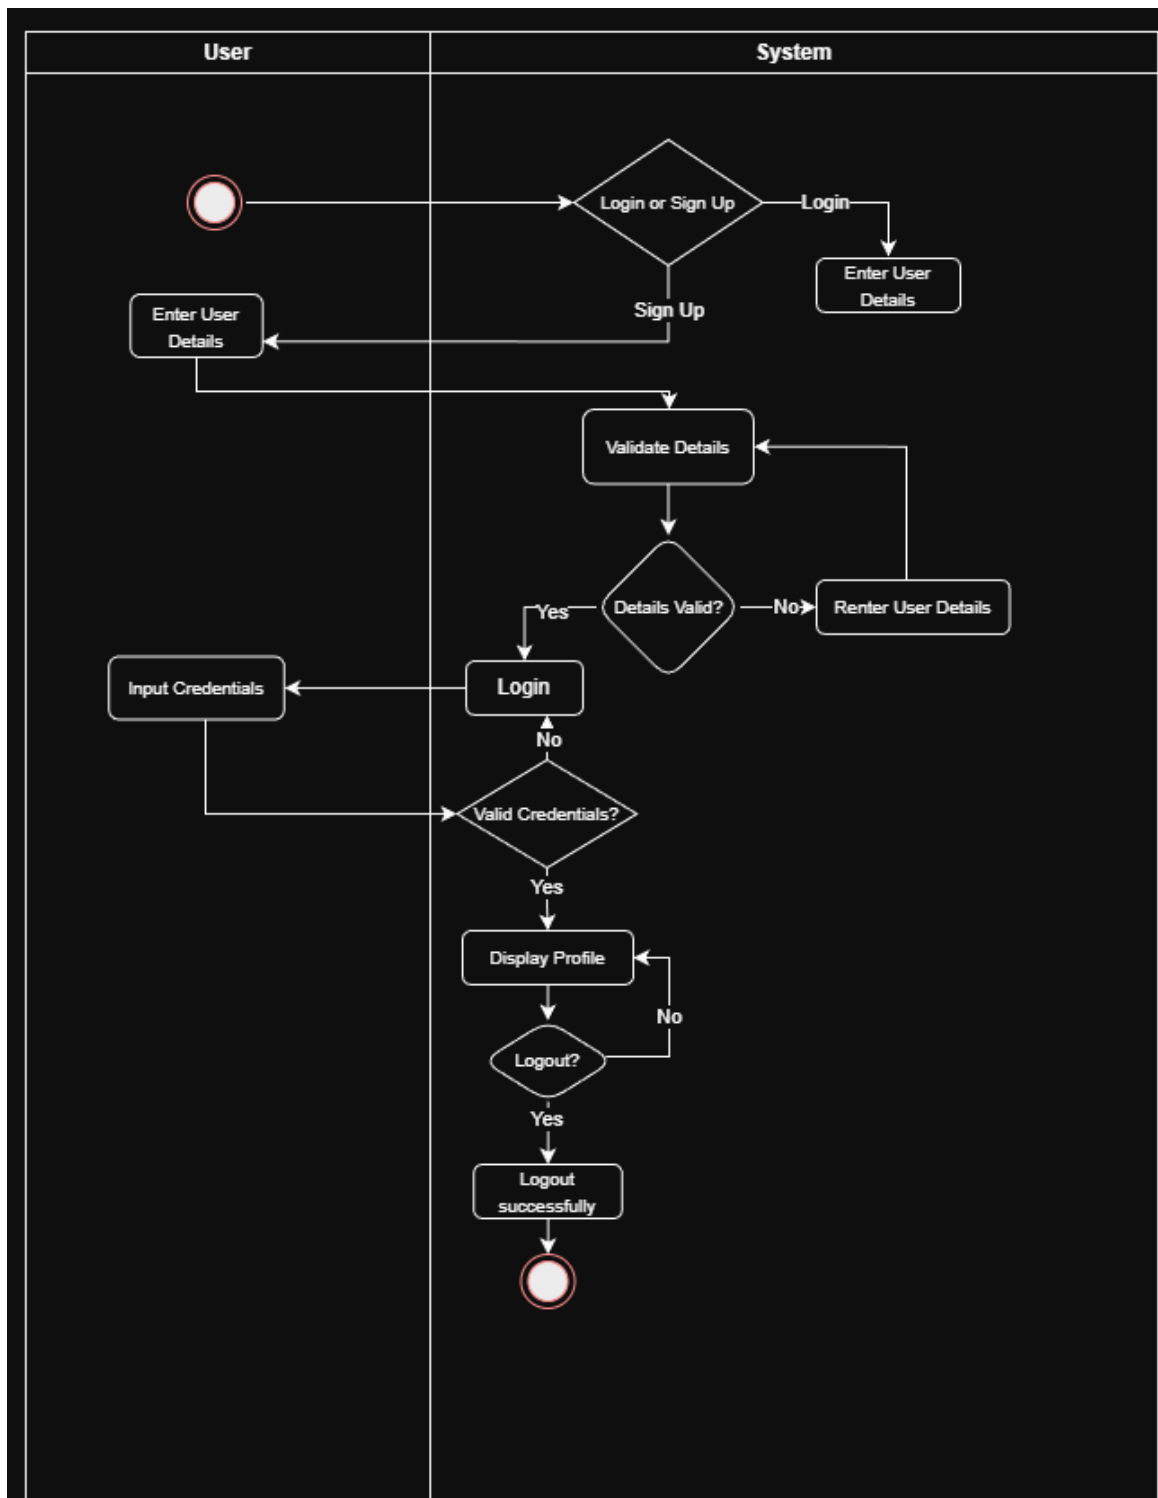 User
System
Login or Sign Up
Login
Enter User
Details
Sign Up
Enter User
Details
Validate Details
Details Valid?
No
Renter User Details
Yes
Login
Input Credentials
No
Valid Credentials?
Yes
Display Profile
No
Logout?
Yes
Logout
successfully